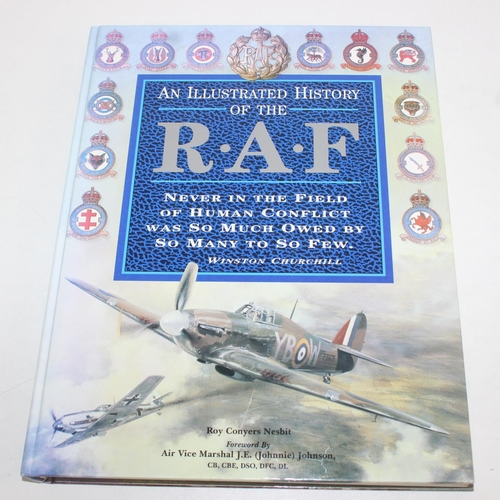 AN ILLUSTRATED HISTORY
OF THE
R·A·F
NEVER IN THE FIELD
OF HUMAN CONFLICT
WAS SO MUCH OWED BY
SO MANY TO SO FEW.
WINSTON CHURCHILL
YB W
Roy Conyers Nesbit
Foreword By
Air Vice Marshal J.E. (Johnnie) Johnson,
CB, CBE, DSO, DFC, DL